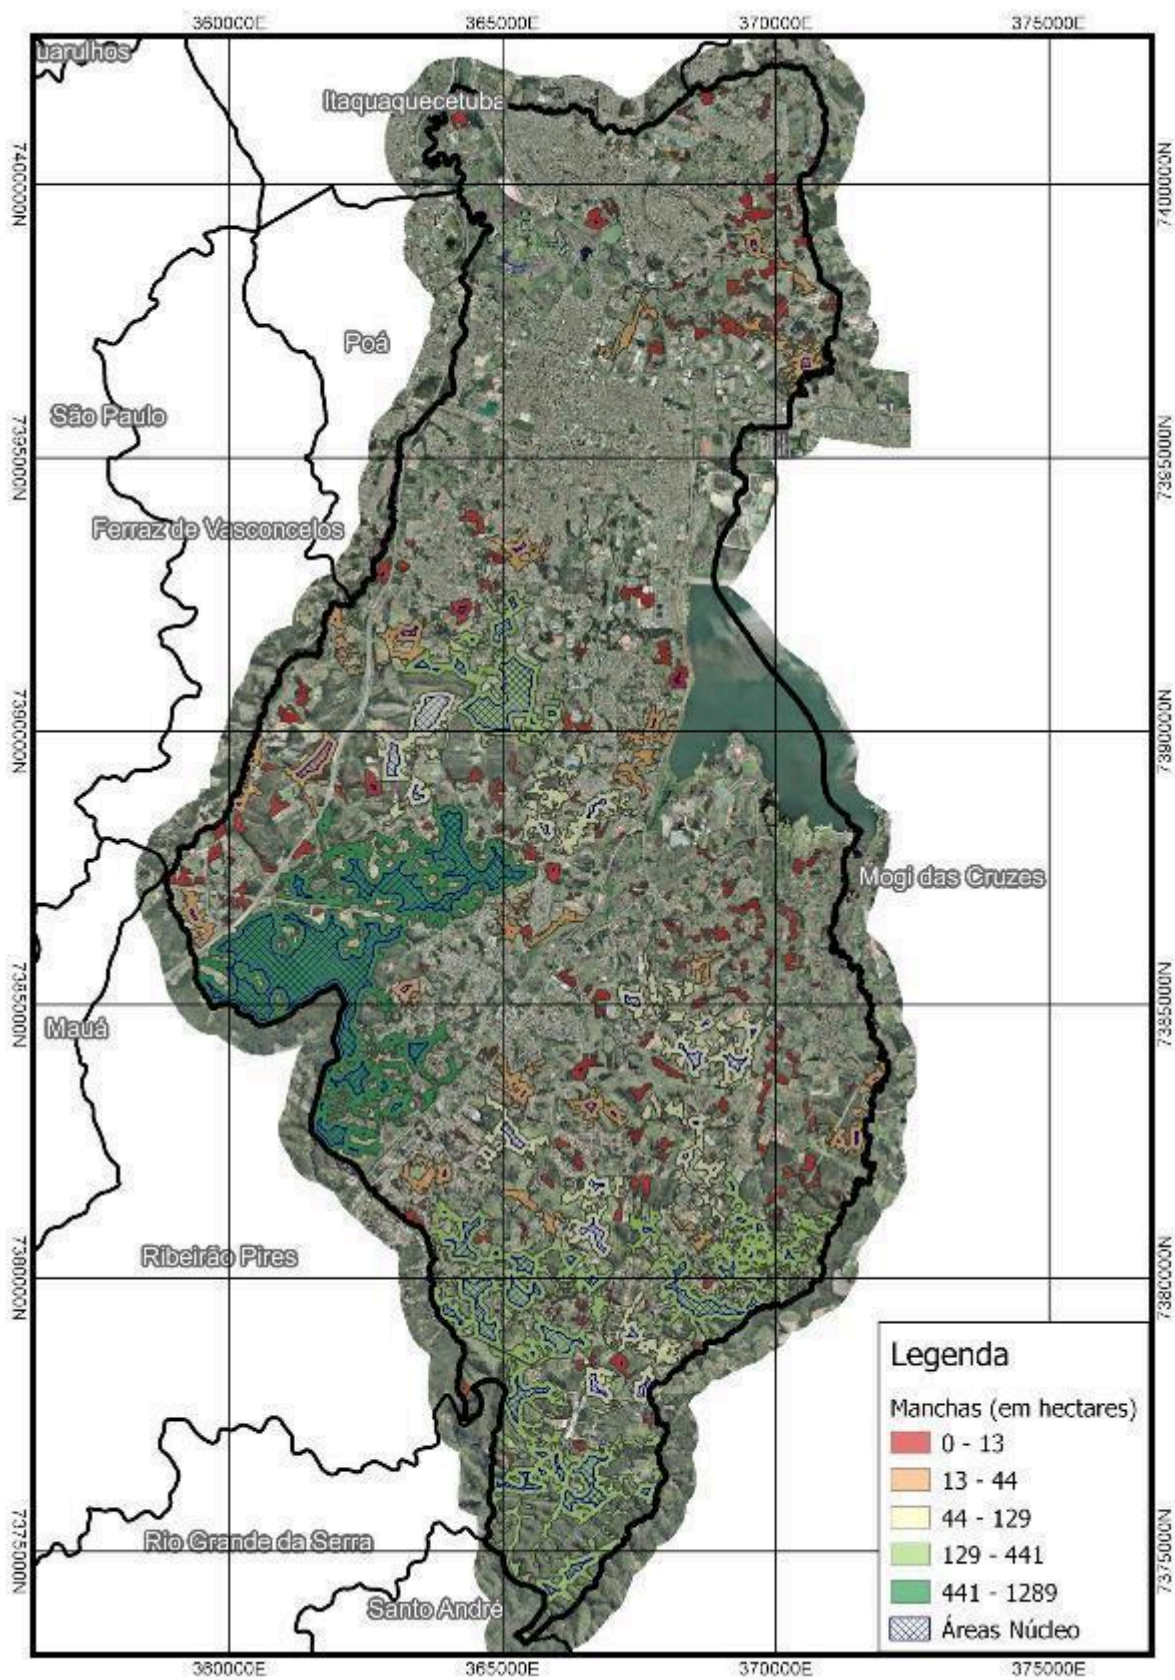 360000E 365000E 370000E 375000E
uarulhos
Itaquaquecetuba
7400000N 7400000N
Poá
São Paulo
7395000N 7395000N
Ferraz de Vasconcelos
7390000N 7390000N
Mogi das Cruzes
7385000N 7385000N
Mauá
Ribeirão Pires
7380000N 7380000N
Legenda
Manchas (em hectares)
0 - 13
13 - 44
44 - 129
129 - 441
441 - 1289
Áreas Núcleo
Rio Grande da Serra
7375000N 7375000N
Santo André
360000E 365000E 370000E 375000E